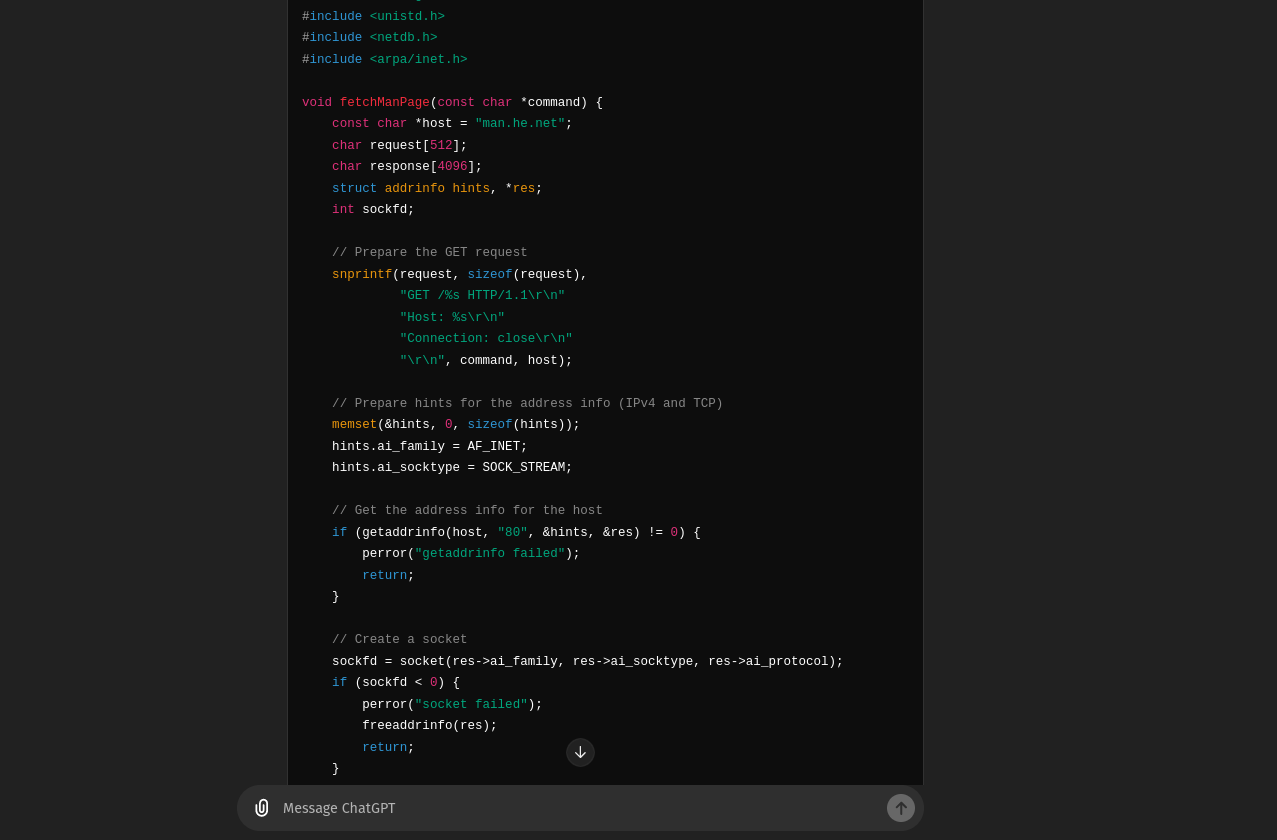 #include <unistd.h>
#include <netdb.h>
#include <arpa/inet.h>

void fetchManPage(const char *command) {
    const char *host = "man.he.net";
    char request[512];
    char response[4096];
    struct addrinfo hints, *res;
    int sockfd;

    // Prepare the GET request
    snprintf(request, sizeof(request),
             "GET /%s HTTP/1.1\r\n"
             "Host: %s\r\n"
             "Connection: close\r\n"
             "\r\n", command, host);

    // Prepare hints for the address info (IPv4 and TCP)
    memset(&hints, 0, sizeof(hints));
    hints.ai_family = AF_INET;
    hints.ai_socktype = SOCK_STREAM;

    // Get the address info for the host
    if (getaddrinfo(host, "80", &hints, &res) != 0) {
        perror("getaddrinfo failed");
        return;
    }

    // Create a socket
    sockfd = socket(res->ai_family, res->ai_socktype, res->ai_protocol);
    if (sockfd < 0) {
        perror("socket failed");
        freeaddrinfo(res);
        return;
    }
Message ChatGPT